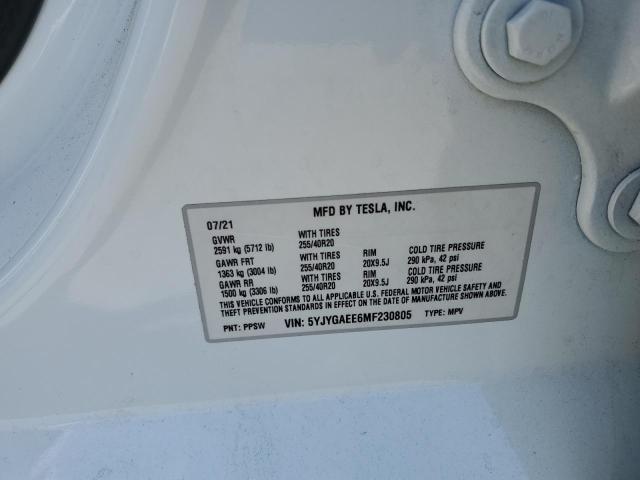 MFD BY TESLA, INC.
07/21
GVWR WITH TIRES
2591 kg (5712 lb) 255/40R20
GAWR FRT WITH TIRES RIM COLD TIRE PRESSURE
1363 kg (3004 lb) 255/40R20 20X9.5J 290 kPa, 42 psi
GAWR RR WITH TIRES RIM COLD TIRE PRESSURE
1500 kg (3306 lb) 255/40R20 20X9.5J 290 kPa, 42 psi
THIS VEHICLE CONFORMS TO ALL APPLICABLE U.S. FEDERAL MOTOR VEHICLE SAFETY AND
THEFT PREVENTION STANDARDS IN EFFECT ON THE DATE OF MANUFACTURE SHOWN ABOVE.
PNT: PPSW VIN: 5YJYGAEE6MF230805 TYPE: MPV